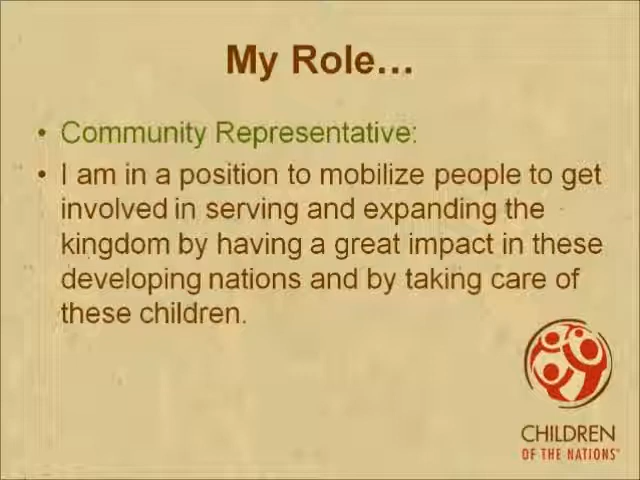 My Role…
• Community Representative:
• I am in a position to mobilize people to get
involved in serving and expanding the
kingdom by having a great impact in these
developing nations and by taking care of
these children.
CHILDREN
OF THE NATIONS™